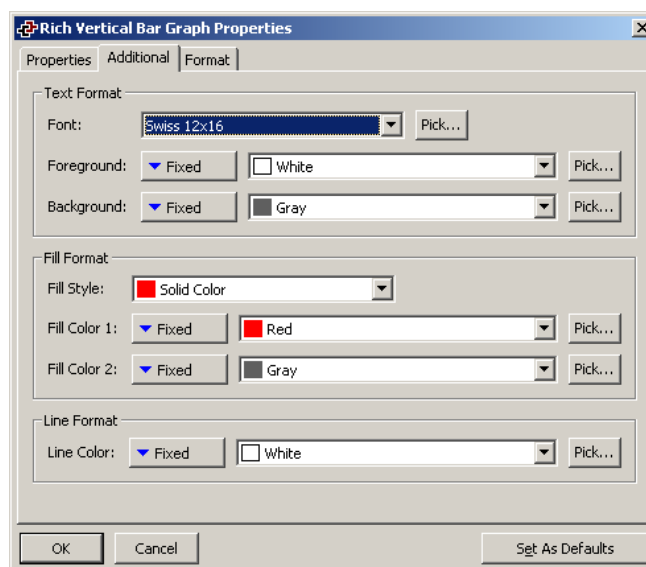 Rich Vertical Bar Graph Properties
Properties Additional Format
Text Format
Font: Swiss 12x16 Pick...
Foreground: Fixed White Pick...
Background: Fixed Gray Pick...
Fill Format
Fill Style: Solid Color
Fill Color 1: Fixed Red Pick...
Fill Color 2: Fixed Gray Pick...
Line Format
Line Color: Fixed White Pick...
OK Cancel Set As Defaults